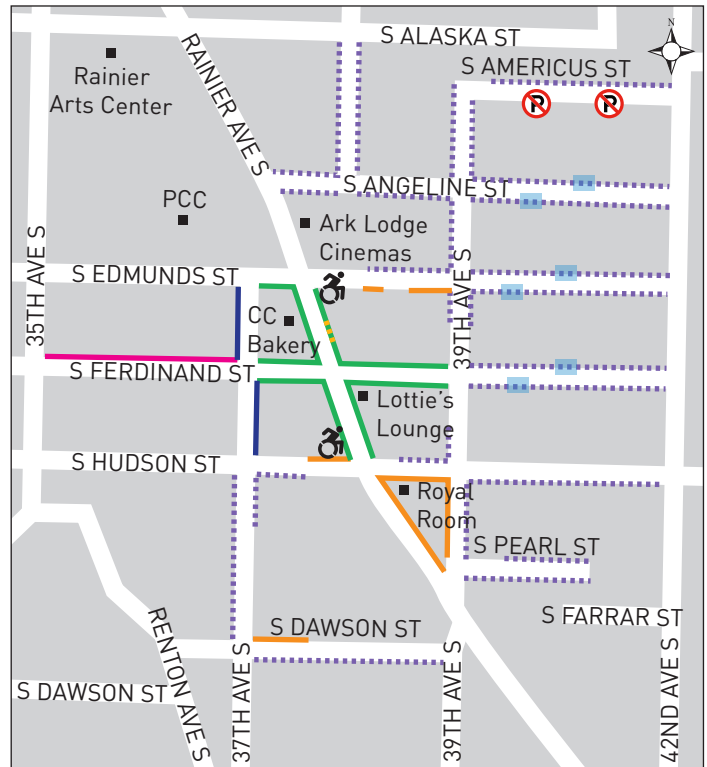 N
S ALASKA ST
S AMERICUS ST
P
P
Rainier
Arts Center
RAINIER AVE S
S ANGELINE ST
PCC
Ark Lodge
Cinemas
35TH AVE S
S EDMUNDS ST
39TH AVE S
CC
Bakery
S FERDINAND ST
Lottie's
Lounge
S HUDSON ST
Royal
Room
S PEARL ST
S FARRAR ST
RENTON AVE S
S DAWSON ST
S DAWSON ST
37TH AVE S
39TH AVE S
42ND AVE S